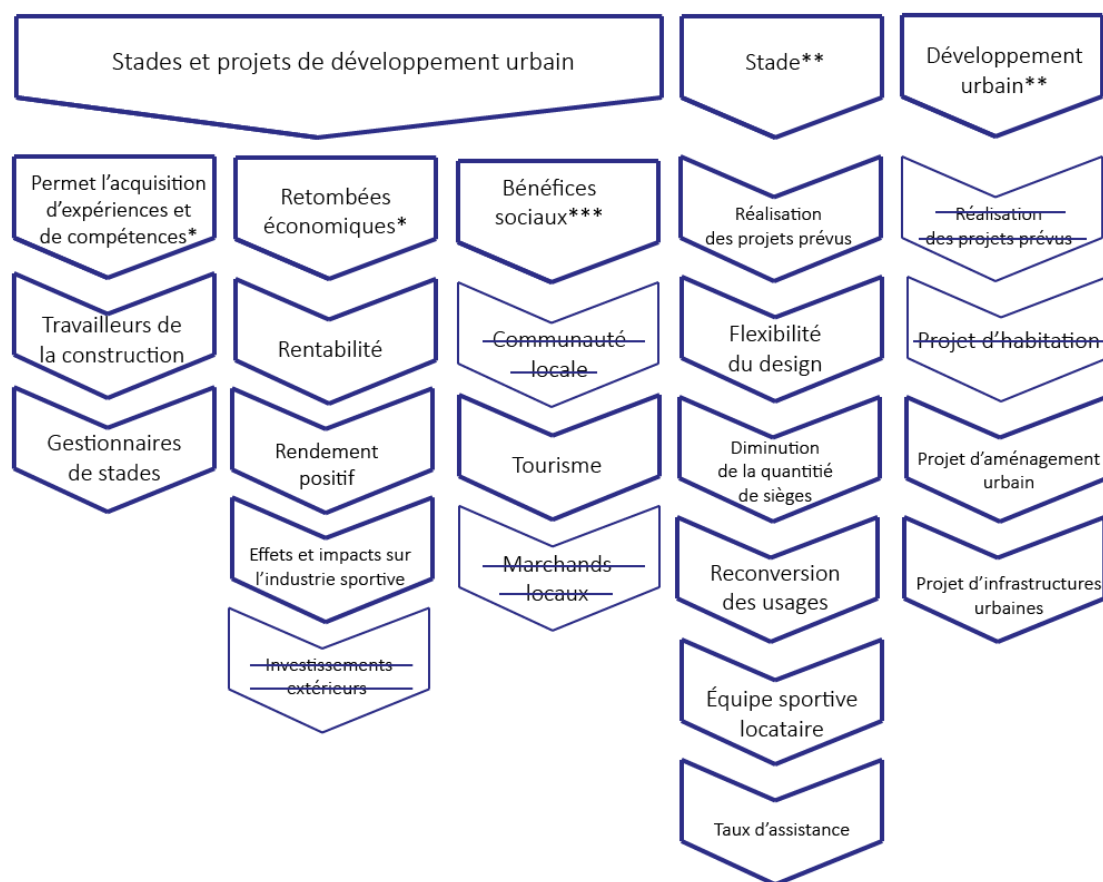 Stades et projets de développement urbain
Stade**
Développement
urbain**
Permet l'acquisition
d'expériences et
de compétences*
Travailleurs de
la construction
Gestionnaires
de stades
Retombées
économiques*
Rentabilité
Rendement
positif
Effets et impacts sur
l'industrie sportive
Investissements
extérieurs
Bénéfices
sociaux***
Communauté
locale
Tourisme
Marchands
locaux
Réalisation
des projets prévus
Flexibilité
du design
Diminution
de la quantitié
de sièges
Reconversion
des usages
Équipe sportive
locataire
Taux d'assistance
Réalisation
des projets prévus
Projet d'habitation
Projet d'aménagement
urbain
Projet d'infrastructures
urbaines